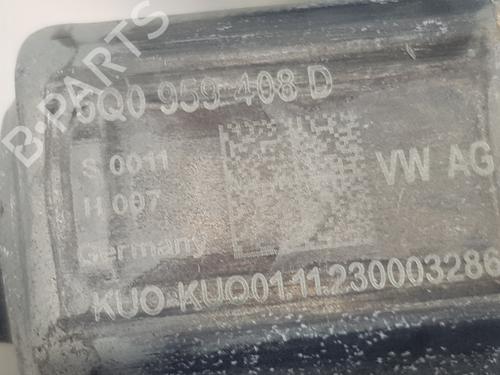 B-PARTS
5Q0 959 408 D
S 0011
H 007
VW AG
Germany
KUO-KUO01.11.230003286